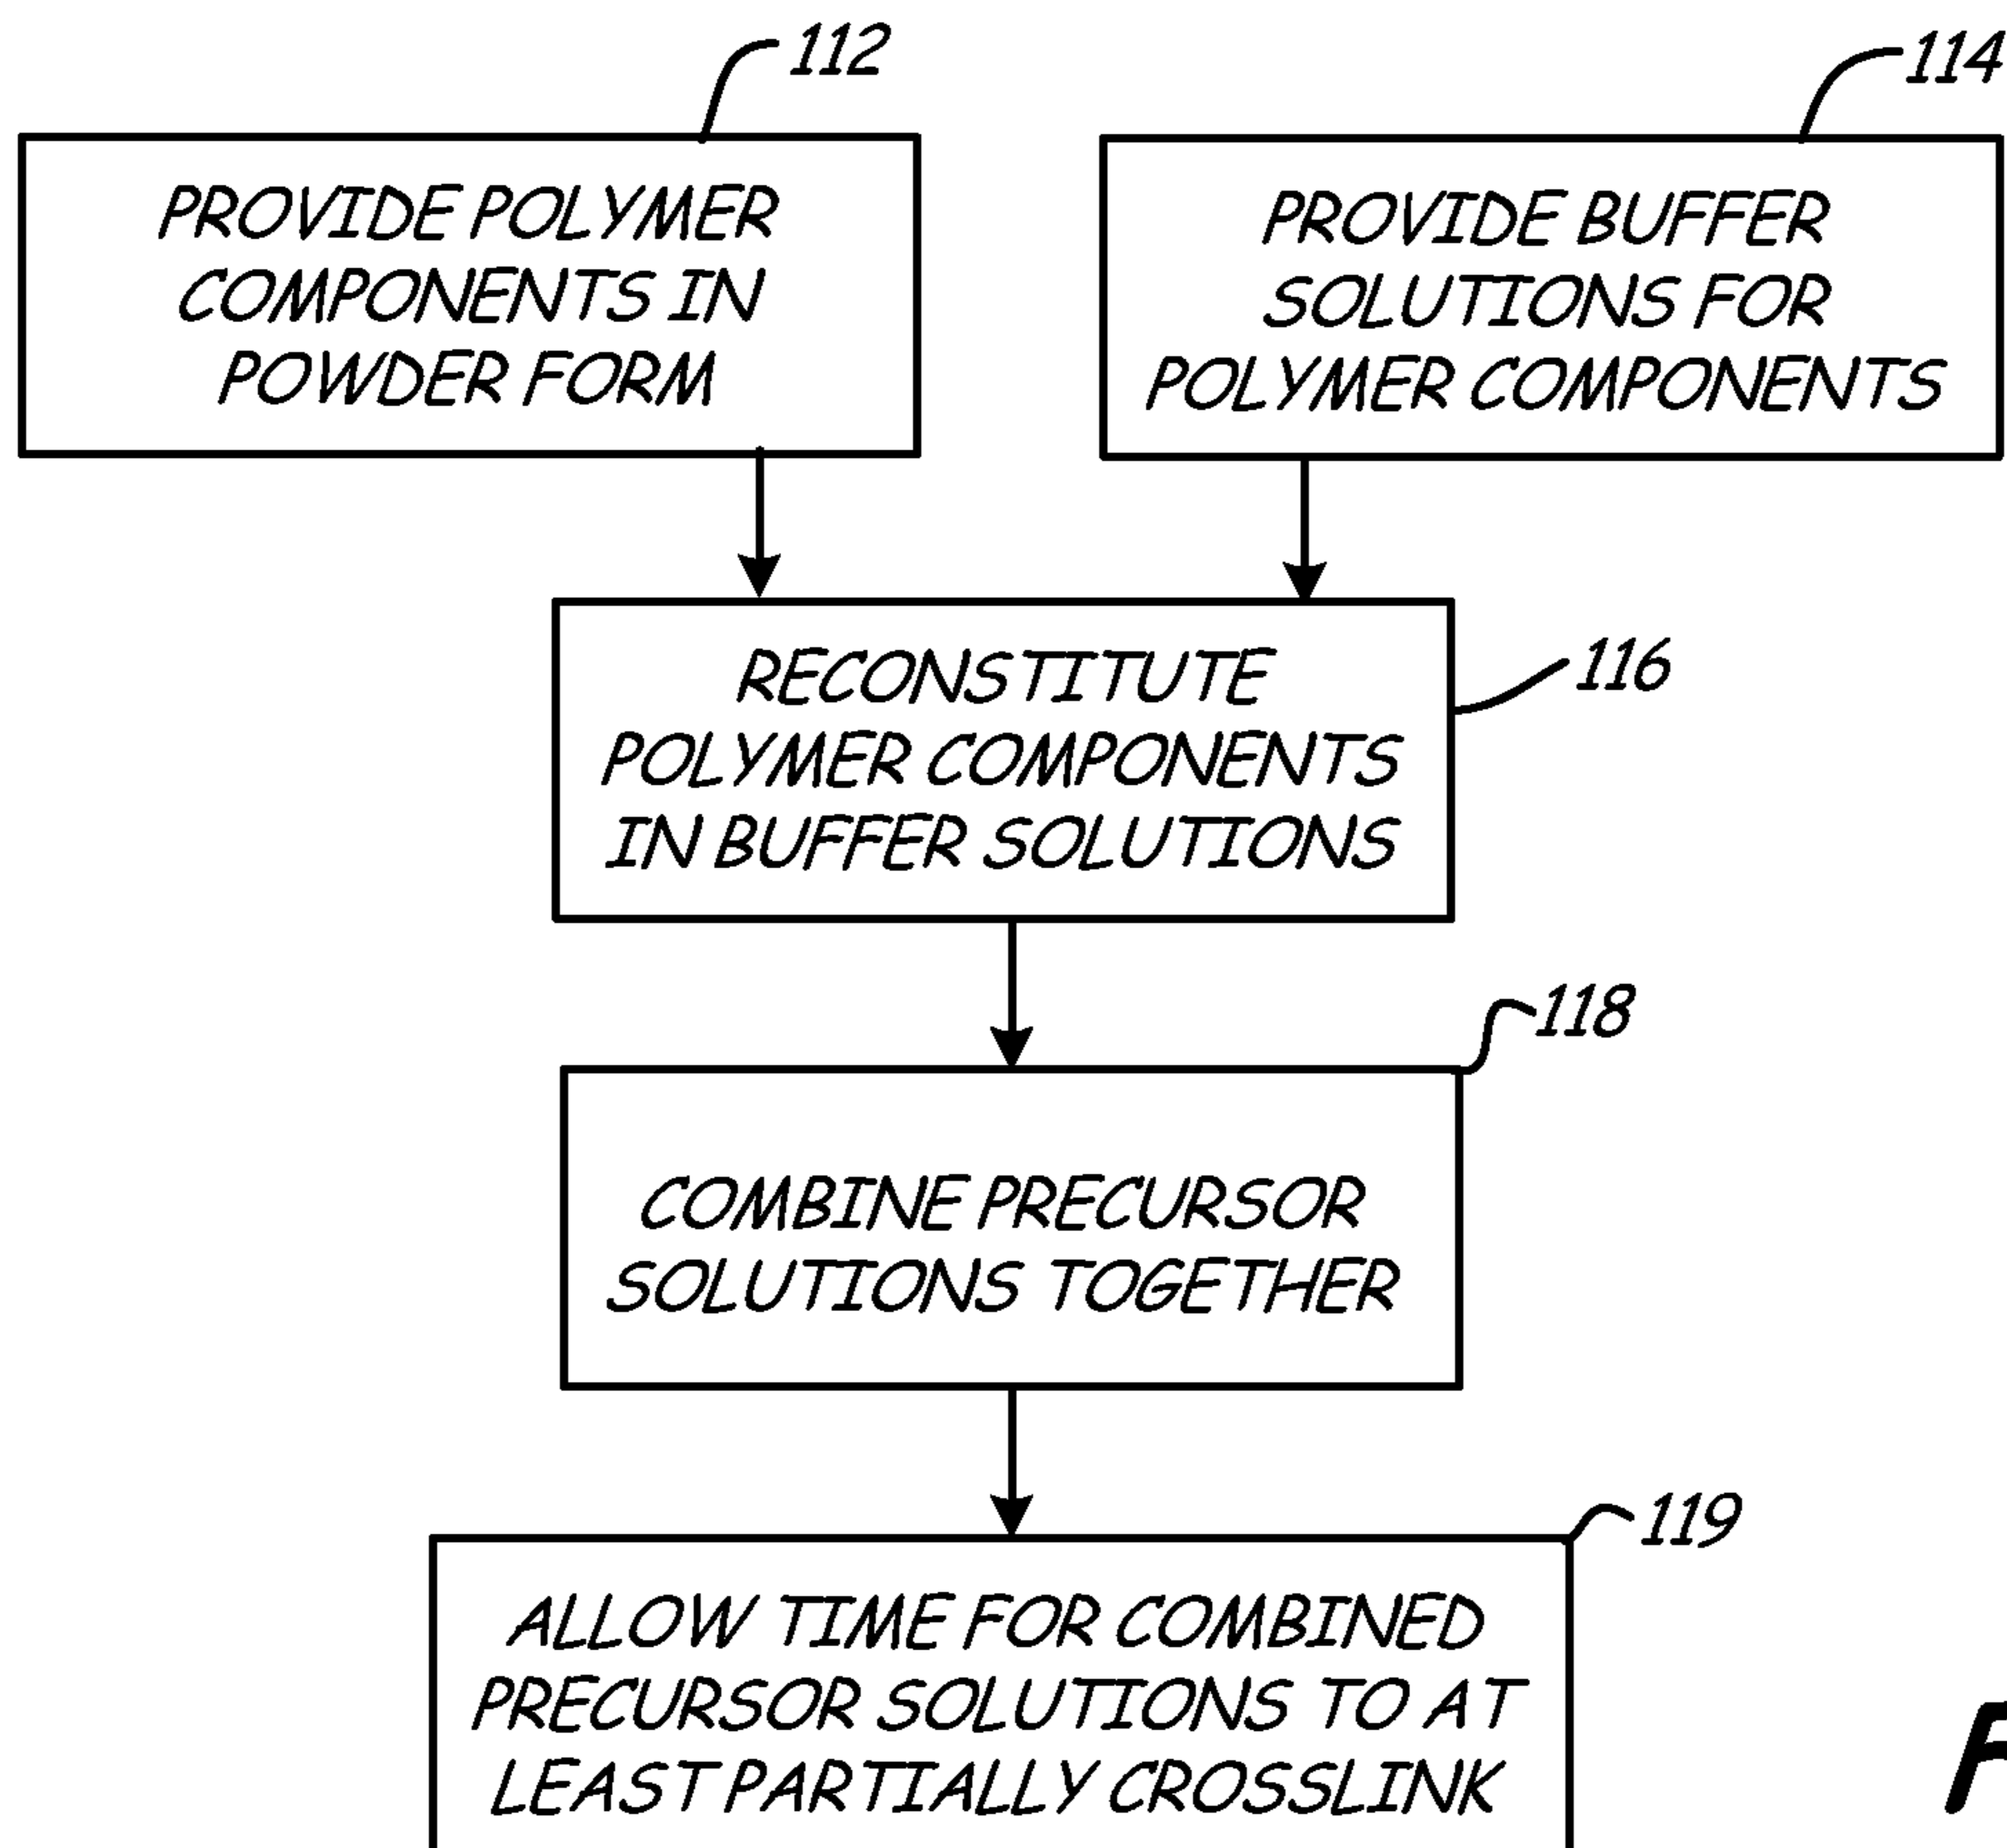 112
PROVIDE POLYMER
COMPONENTS IN
POWDER FORM
114
PROVIDE BUFFER
SOLUTIONS FOR
POLYMER COMPONENTS
116
RECONSTITUTE
POLYMER COMPONENTS
IN BUFFER SOLUTIONS
118
COMBINE PRECURSOR
SOLUTIONS TOGETHER
119
ALLOW TIME FOR COMBINED
PRECURSOR SOLUTIONS TO AT
LEAST PARTIALLY CROSSLINK